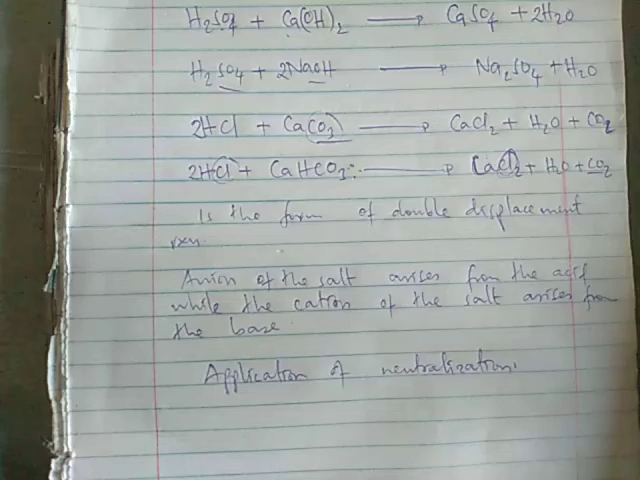 H₂SO₄ + Ca(OH)₂ → CaSO₄ + 2H₂O
H₂SO₄ + 2NaOH → Na₂SO₄ + H₂O
2HCl + CaCO₃ → CaCl₂ + H₂O + CO₂
2HCl + CaHCO₃ → CaCl₂ + H₂O + CO₂
Is the form of double displacement
rxn
Anion of the salt arises from the acid
while the cation of the salt arises from
the base
Application of neutralization.